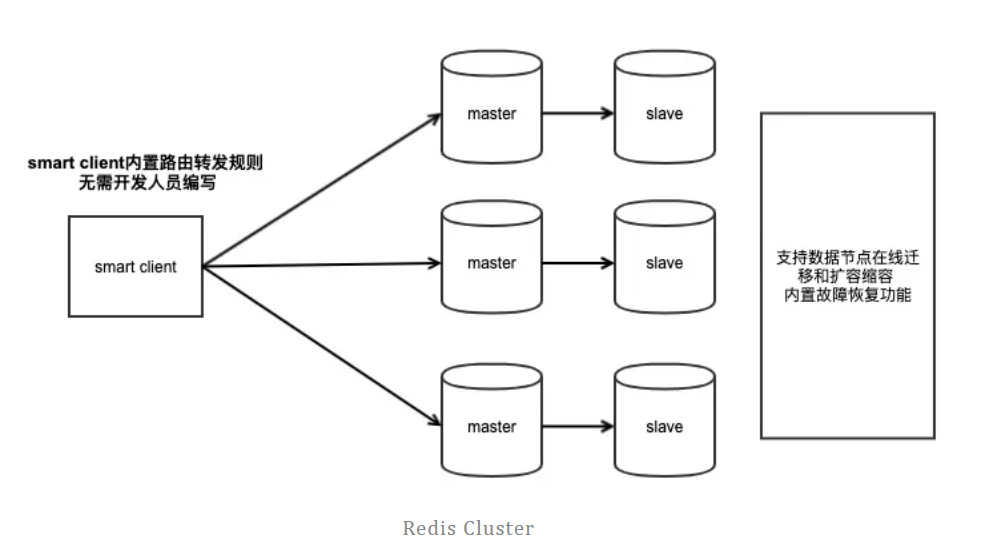 smart client内置路由转发规则
无需开发人员编写
smart client
master
slave
master
slave
master
slave
支持数据节点在线迁
移和扩容缩容
内置故障恢复功能
Redis Cluster